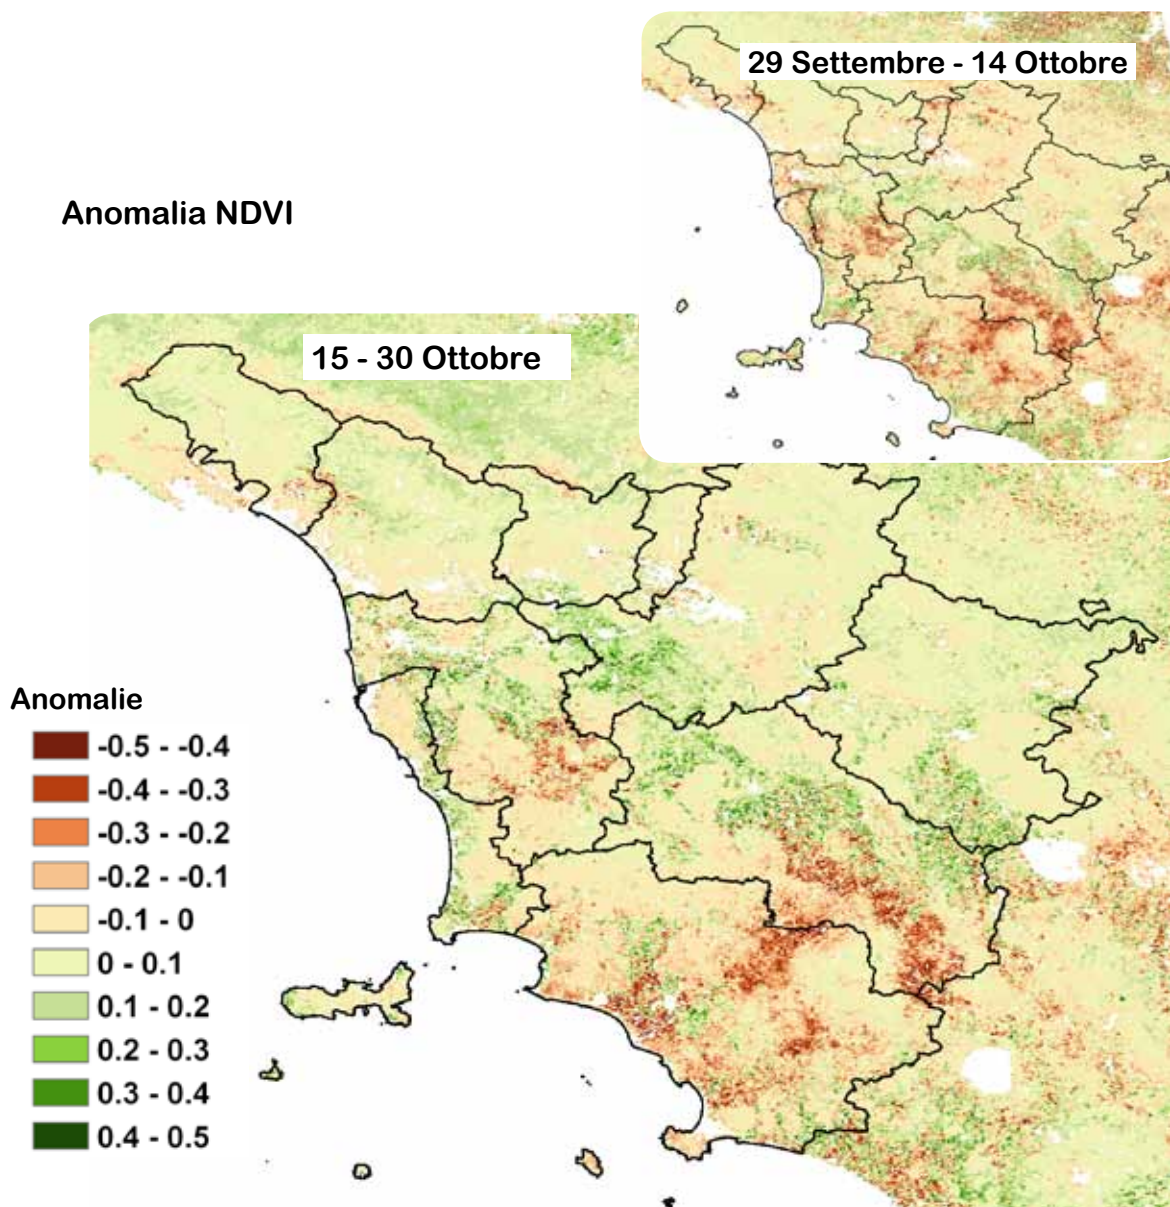 29 Settembre - 14 Ottobre
Anomalia NDVI
15 - 30 Ottobre
Anomalie
-0.5 - -0.4
-0.4 - -0.3
-0.3 - -0.2
-0.2 - -0.1
-0.1 - 0
0 - 0.1
0.1 - 0.2
0.2 - 0.3
0.3 - 0.4
0.4 - 0.5